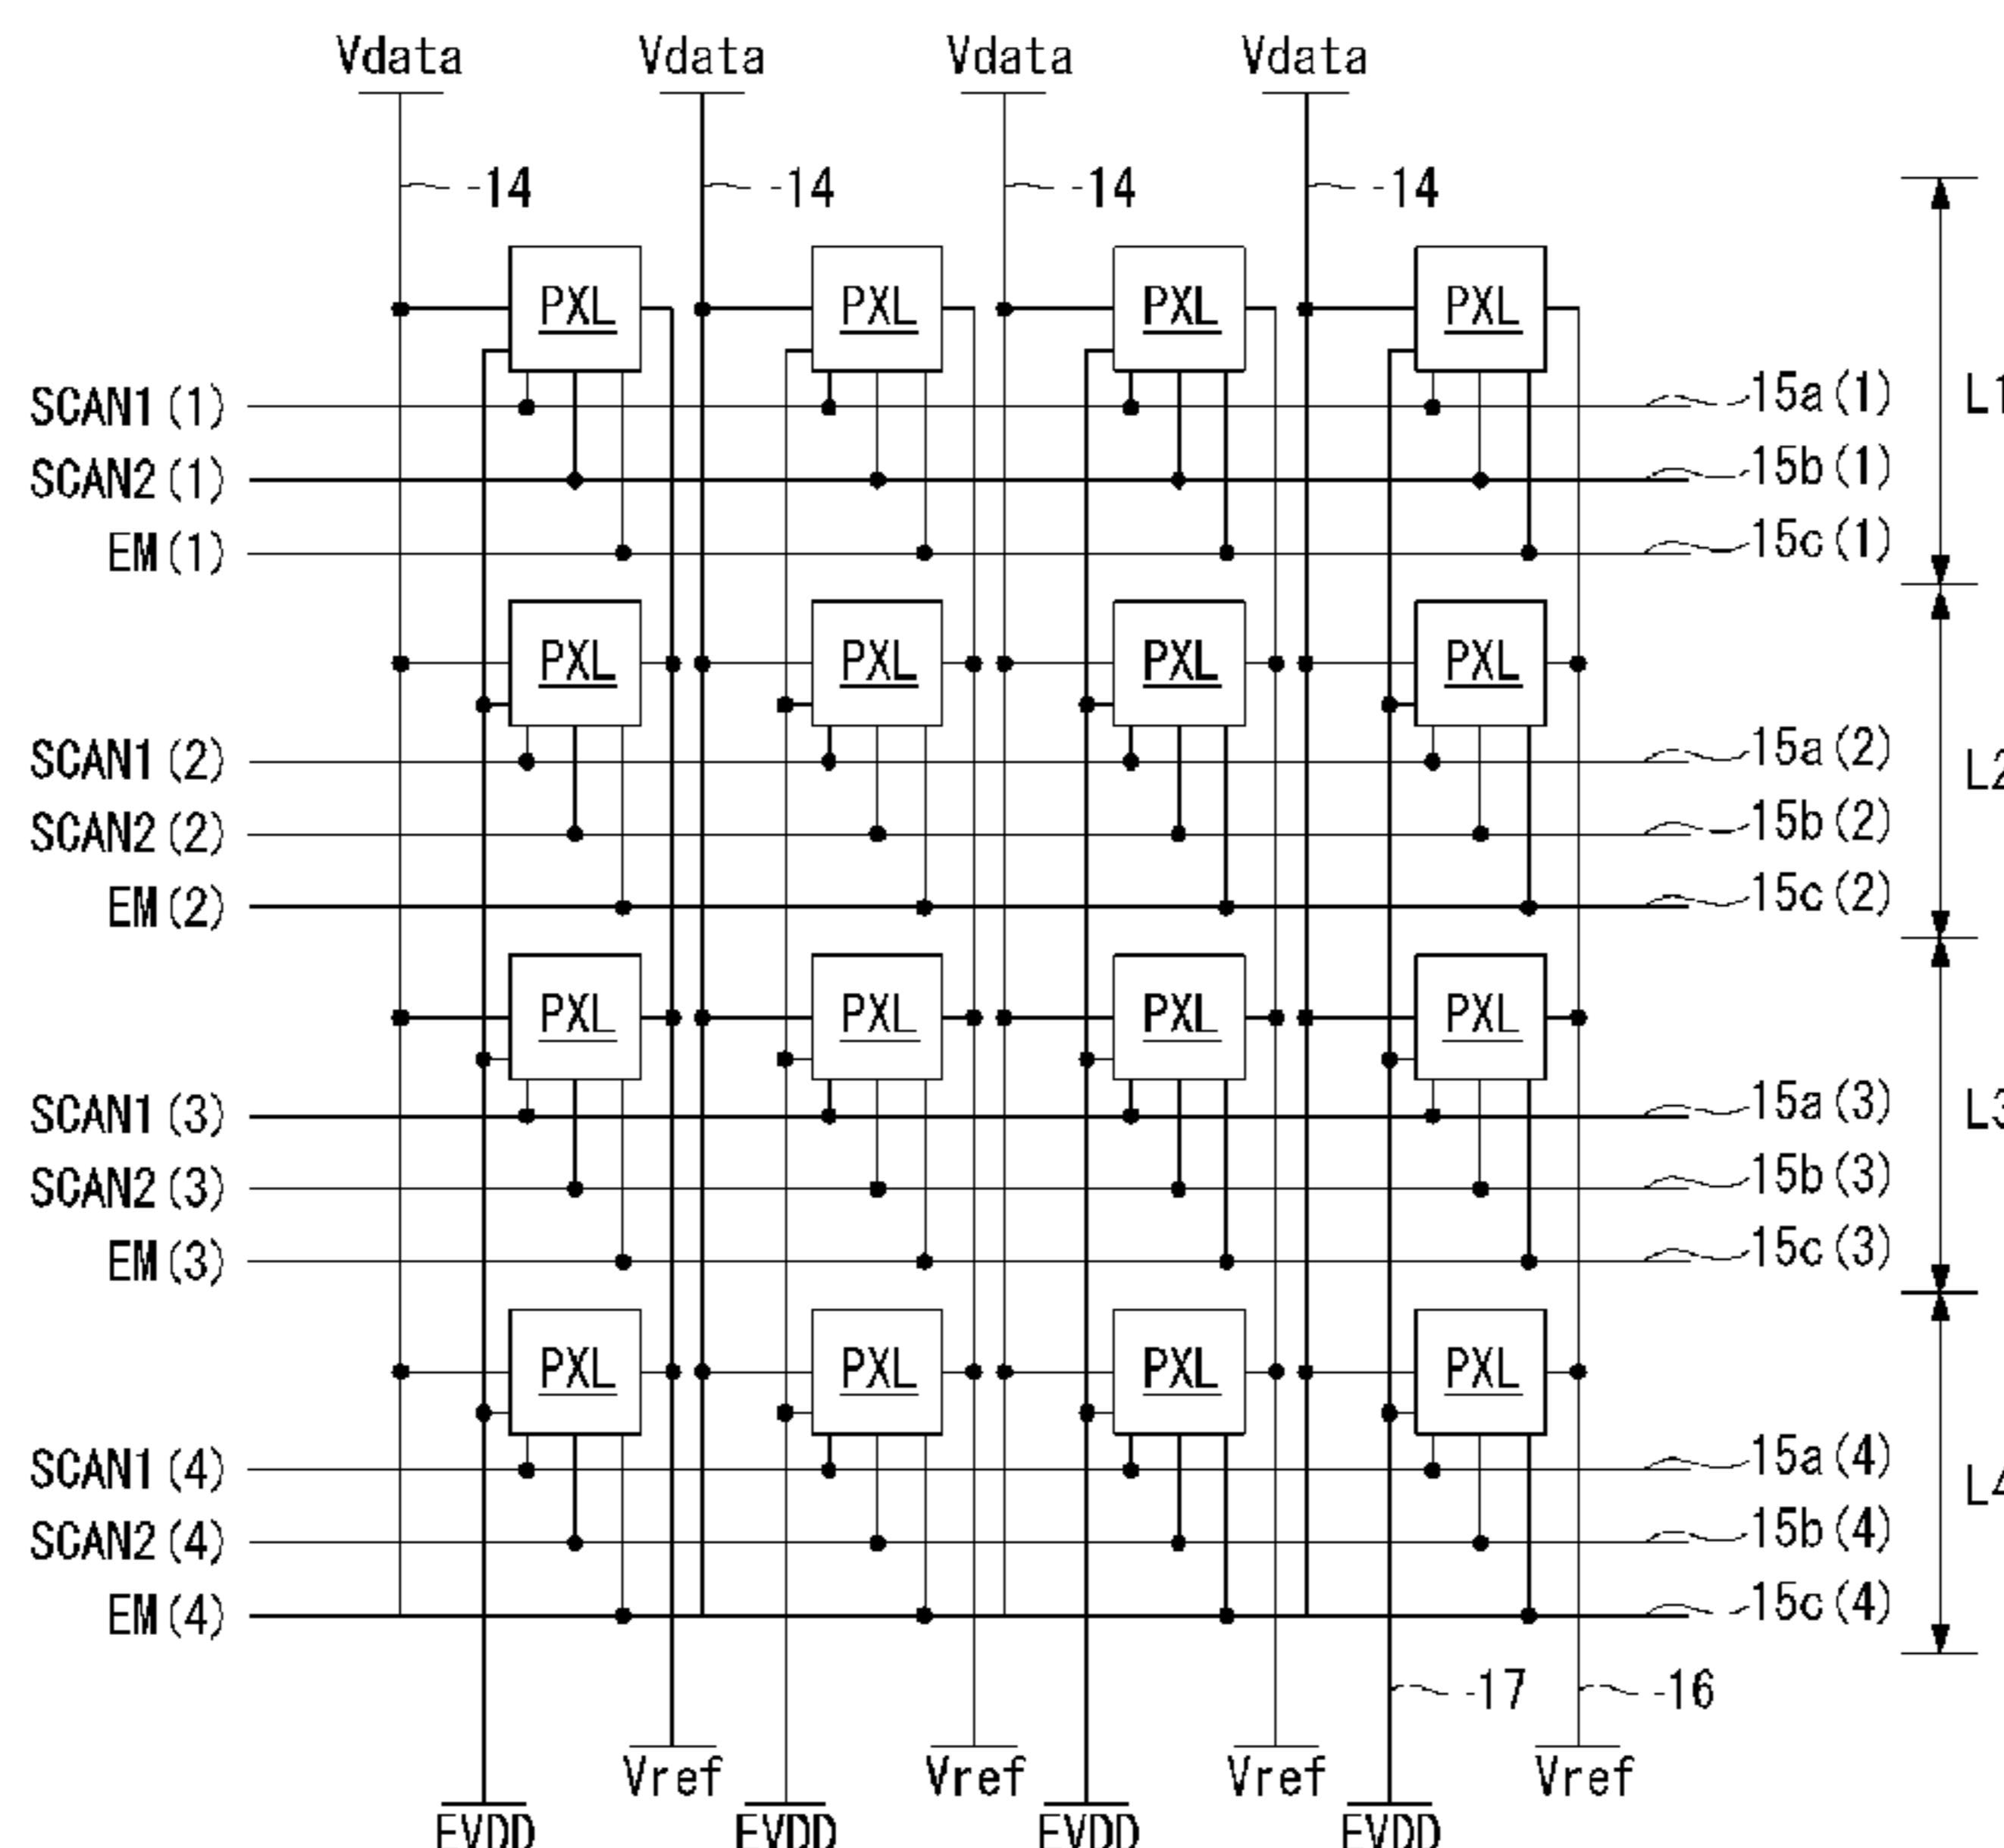 Vdata Vdata Vdata Vdata
14 14 14 14
PXL PXL PXL PXL
SCAN1(1) 15a(1) L1
SCAN2(1) 15b(1)
EM(1) 15c(1)
PXL PXL PXL PXL
SCAN1(2) 15a(2) L2
SCAN2(2) 15b(2)
EM(2) 15c(2)
PXL PXL PXL PXL
SCAN1(3) 15a(3) L3
SCAN2(3) 15b(3)
EM(3) 15c(3)
PXL PXL PXL PXL
SCAN1(4) 15a(4) L4
SCAN2(4) 15b(4)
EM(4) 15c(4)
17 16
Vref Vref Vref Vref
EVDD EVDD EVDD EVDD